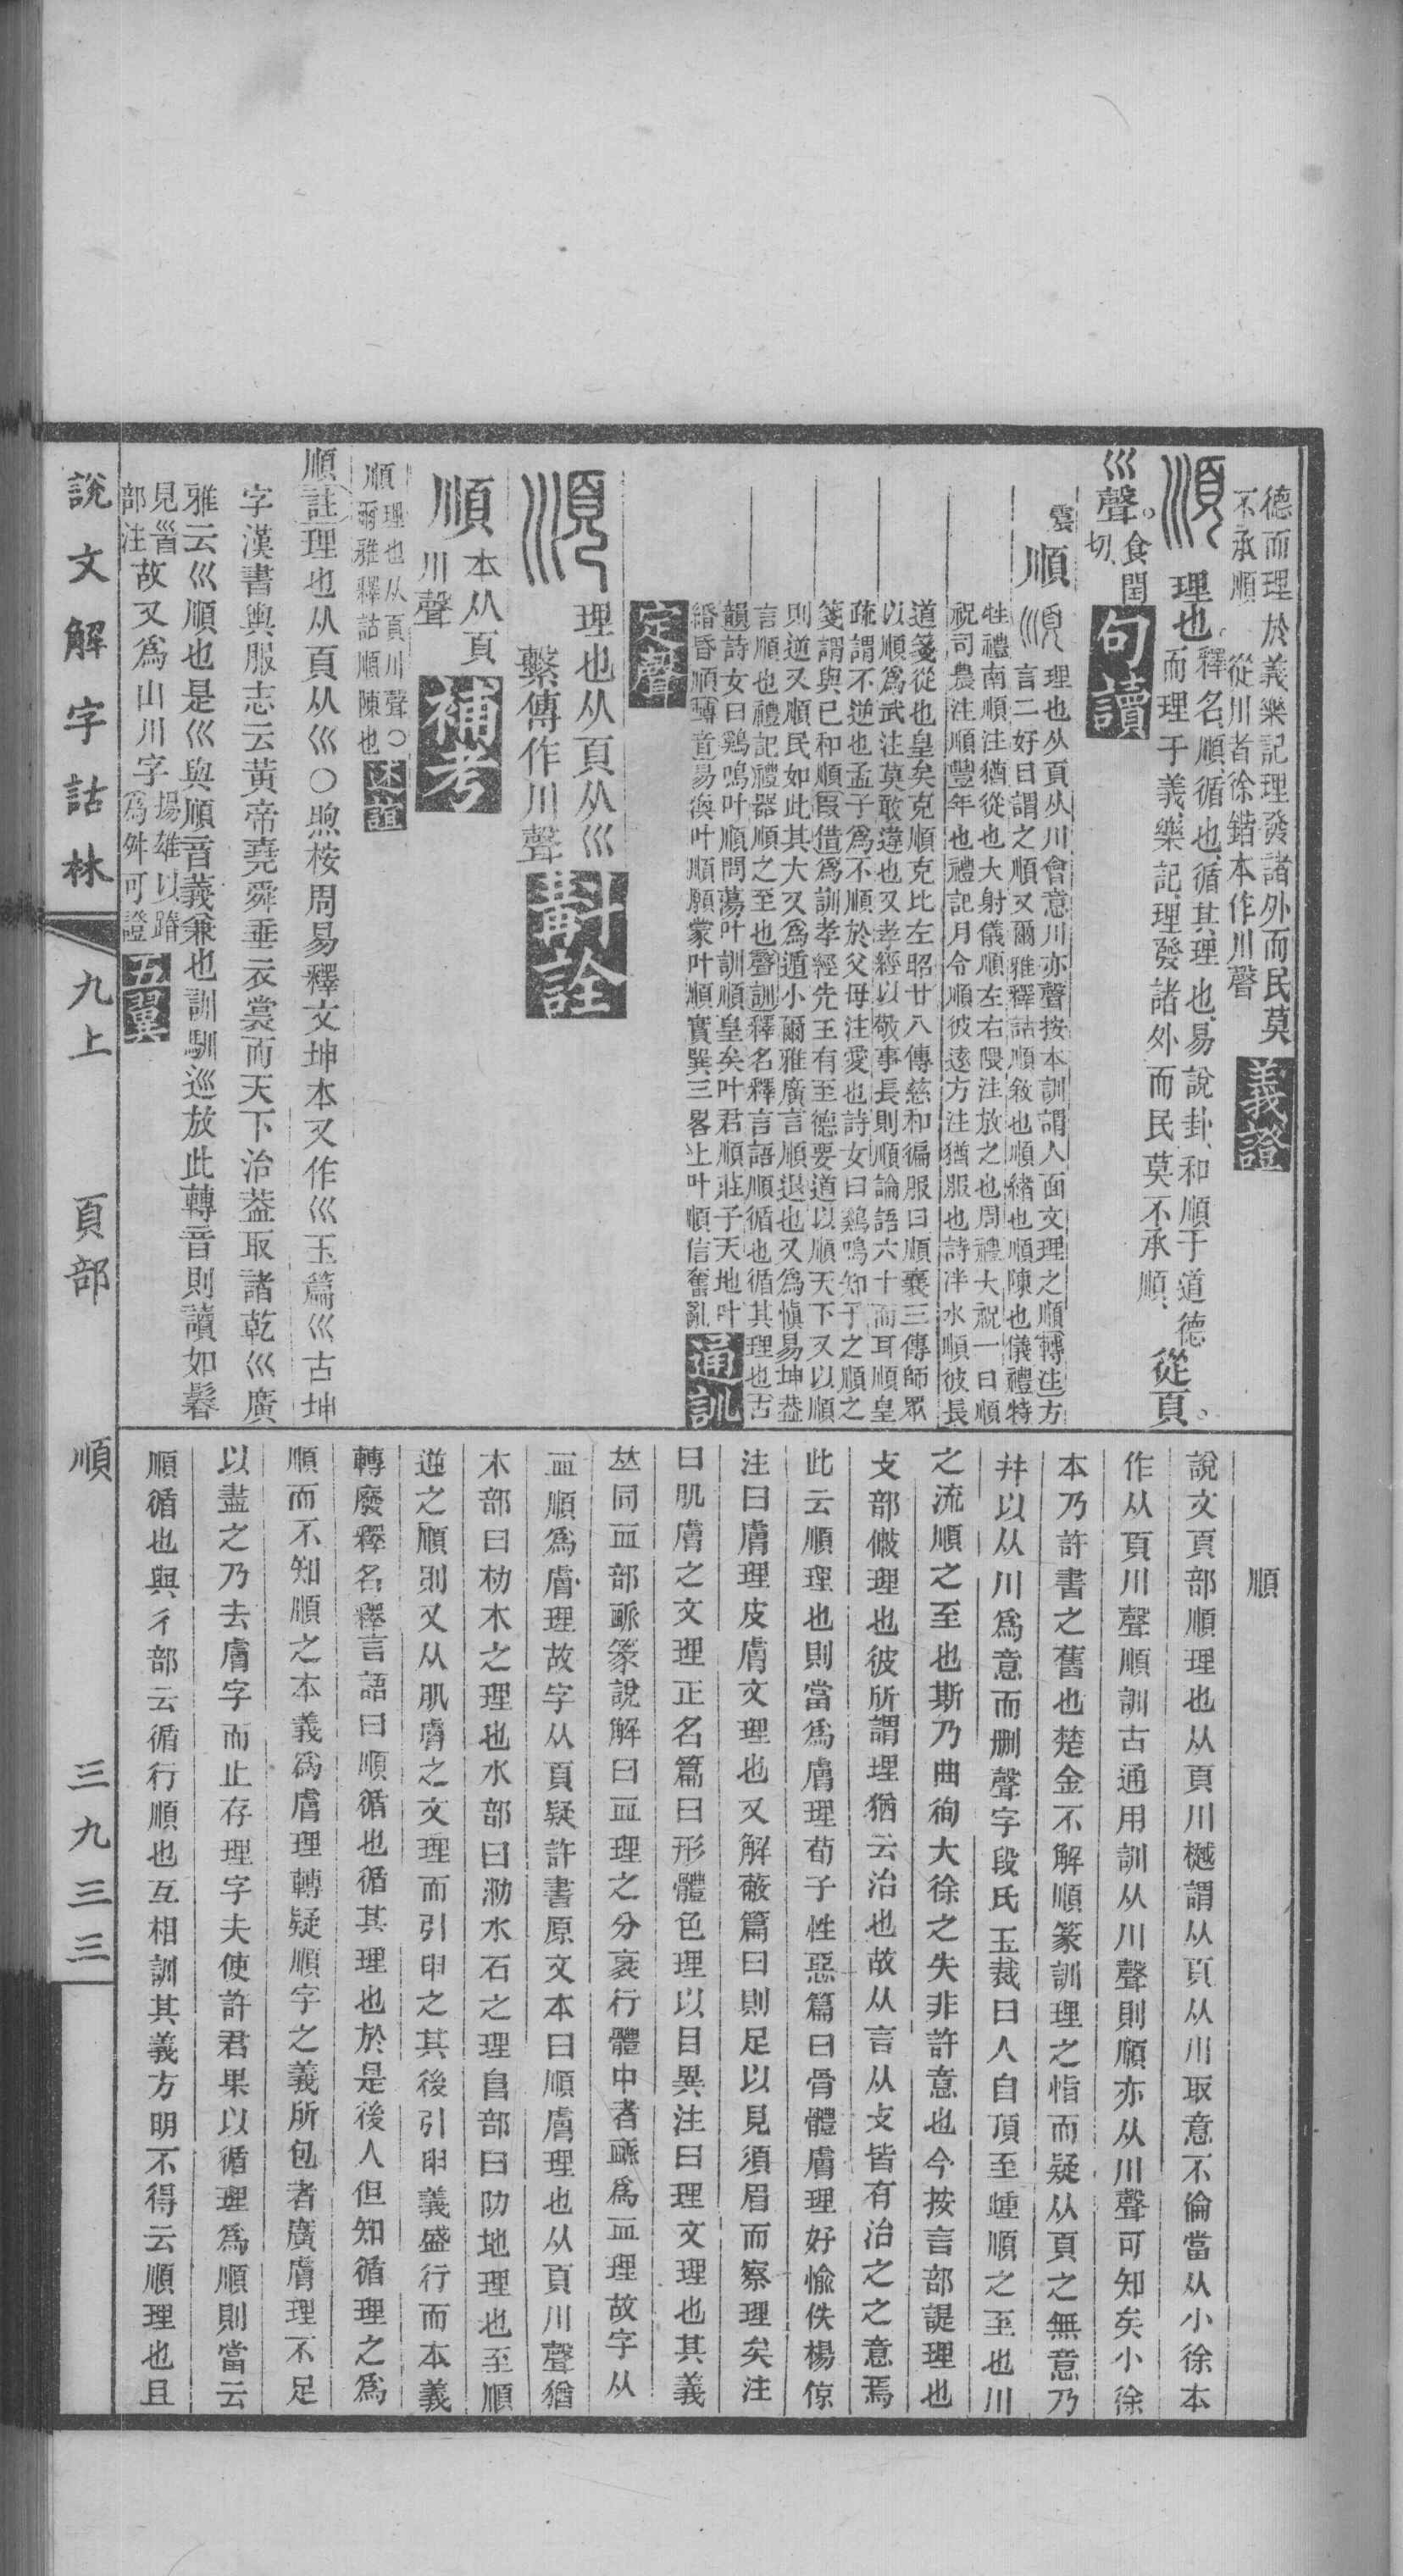 德而理於義樂記理發諸外而民莫
不承順 從川者徐鍇本作川聲
義證
順 理也釋名順循也循其理也易說卦和順于道德
而理于義樂記理發諸外而民莫不承順 從頁
巛聲食閏切
句讀
順 理也从頁从川會意川亦聲按本訓謂人面文理之順轉注方
言二好目謂之順又爾雅釋詁順敘也順緒也順陳也儀禮特
牲禮南順注猶從也大射儀順左右隈注放之也周禮大祝一曰順
祝司農注順豐年也禮記月令順彼遠方注猶服也詩泮水順彼長
道箋從也皇矣克順克比左昭廿八傳慈和徧服曰順襄三傳師眾
以順爲武注莫敢違也又孝經以敬事長則順論語六十而耳順皇
疏謂不逆也孟子爲不順於父母注愛也詩女曰鷄鳴知子之順之
箋謂與己和順叚借爲訓孝經先王有至德要道以順天下又以順
則逆又順民如此其大又爲遁小爾雅廣言順退也又爲愼易坤葢
言順也禮記禮器順之至也聲訓釋名釋言語順循也循其理也古
韻詩女曰鷄鳴叶順問蕩叶訓順皇矣叶君順莊子天地叶
緡昏順轉音易渙叶順願蒙叶順實巽三畧上叶順信奮亂
定聲
通訓
順 理也从頁从巛
繫傳作川聲
斠詮
順 本从頁
川聲
補考
順 理也从頁川聲○
爾雅釋詁順陳也
述誼
順註理也从頁从巛○煦桉周易釋文坤本又作巛玉篇巛古坤
字漢書輿服志云黃帝堯舜垂衣裳而天下治葢取諸乾巛廣
雅云巛順也是巛與順音義兼也訓馴巡放此轉音則讀如鬊
見𡿺
部注故又爲山川字場雄以踳
爲舛可證
五翼
順
說文頁部順理也从頁川樾謂从頁从川取意不倫當从小徐本
作从頁川聲順訓古通用訓从川聲則順亦从川聲可知矣小徐
本乃許書之舊也楚金不解順篆訓理之恉而疑从頁之無意乃
幷以从川爲意而刪聲字段氏玉裁曰人自頂至踵順之至也川
之流順之至也斯乃曲徇大徐之失非許意也今按言部諟理也
攴部敶理也彼所謂理猶云治也故从言从攴皆有治之之意焉
此云順理也則當爲膚理荀子性惡篇曰骨體膚理好愉佚楊倞
注曰膚理皮膚文理也又解蔽篇曰則足以見須眉而察理矣注
曰肌膚之文理正名篇曰形體色理以目異注曰理文理也其義
竝同血部衇篆說解曰血理之分衺行體中者衇爲血理故字从
血順爲膚理故字从頁疑許書原文本曰順膚理也从頁川聲猶
木部曰朸木之理也水部曰泐水石之理𨸏部曰阞地理也至順
逆之順則又从肌膚之文理而引申之其後引申義盛行而本義
轉廢釋名釋言語曰順循也循其理也於是後人但知循理之爲
順而不知順之本義爲膚理轉疑順字之義所包者廣膚理不足
以盡之乃去膚字而止存理字夫使許君果以循理爲順則當云
順循也與彳部云循行順也互相訓其義方明不得云順理也且
說文解字詁林 九上 頁部 順 三九三三